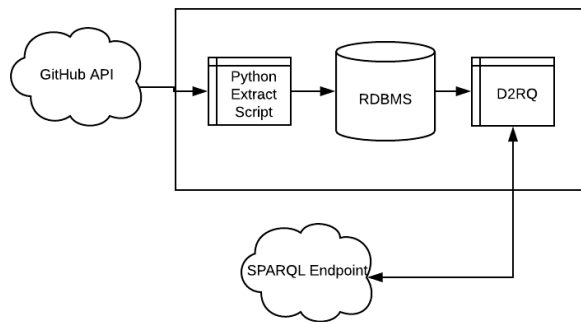 GitHub API
Python
Extract
Script
RDBMS
D2RQ
SPARQL Endpoint